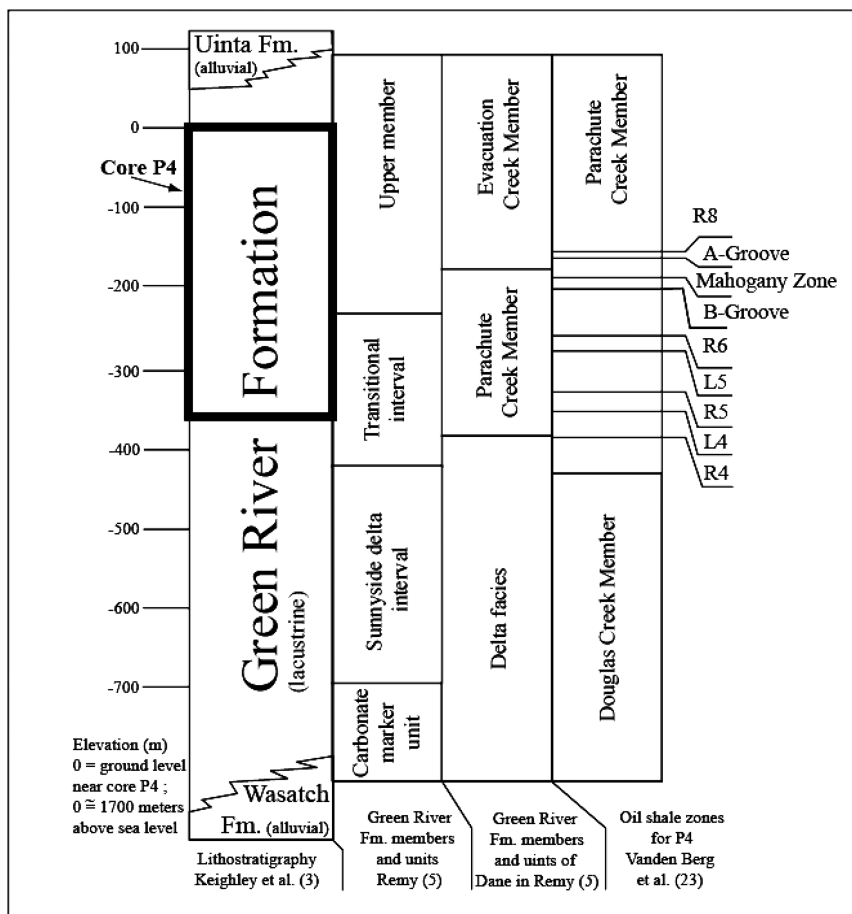 Uinta Fm.
(alluvial)
100
0
Core P4
-100
-200
-300
-400
-500
-600
-700
Green River Formation
(lacustrine)
Wasatch
Fm. (alluvial)
Upper member
Transitional
interval
Sunnyside delta
interval
Carbonate
marker
unit
Evacuation
Creek Member
Parachute
Creek Member
Delta facies
Parachute
Creek Member
Douglas Creek Member
R8
A-Groove
Mahogany Zone
B-Groove
R6
L5
R5
L4
R4
Elevation (m)
0 = ground level
near core P4 ;
0 ≅ 1700 meters
above sea level
Lithostratigraphy
Keighley et al. (3)
Green River
Fm. members
and units
Remy (5)
Green River
Fm. members
and uints of
Dane in Remy (5)
Oil shale zones
for P4
Vanden Berg
et al. (23)